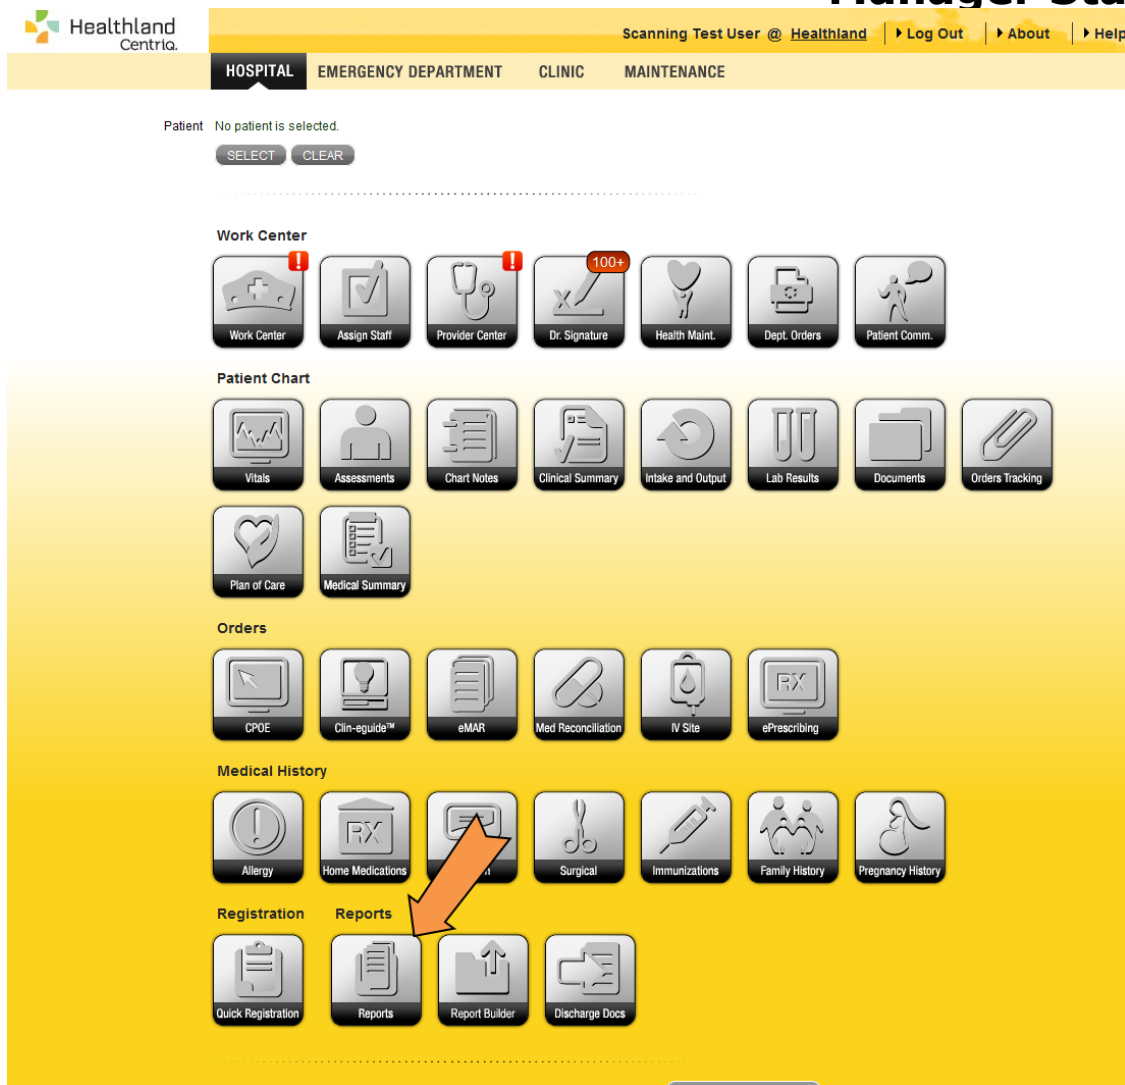 Healthland
Centriq.
Scanning Test User @ Healthland
Log Out
About
Help
HOSPITAL
EMERGENCY DEPARTMENT
CLINIC
MAINTENANCE
Patient No patient is selected.
SELECT
CLEAR
Work Center
100+
Work Center
Assign Staff
Provider Center
Dr. Signature
Health Maint.
Dept. Orders
Patient Comm.
Patient Chart
Vitals
Assessments
Chart Notes
Clinical Summary
Intake and Output
Lab Results
Documents
Orders Tracking
Plan of Care
Medical Summary
Orders
RX
CPOE
Clin-eguide™
eMAR
Med Reconciliation
IV Site
ePrescribing
Medical History
RX
Allergy
Home Medications
Surgical
Immunizations
Family History
Pregnancy History
Registration
Reports
Quick Registration
Reports
Report Builder
Discharge Docs